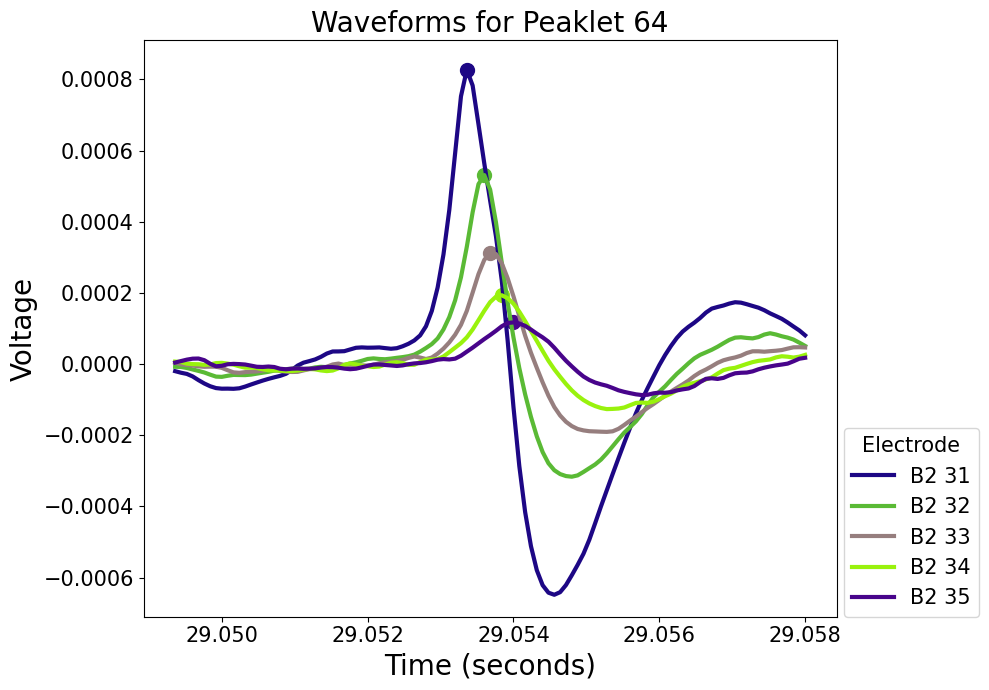 Waveforms for Peaklet 64
Voltage
0.0008
0.0006
0.0004
0.0002
0.0000
−0.0002
−0.0004
−0.0006
29.050
29.052
29.054
29.056
29.058
Time (seconds)
Electrode
B2 31
B2 32
B2 33
B2 34
B2 35